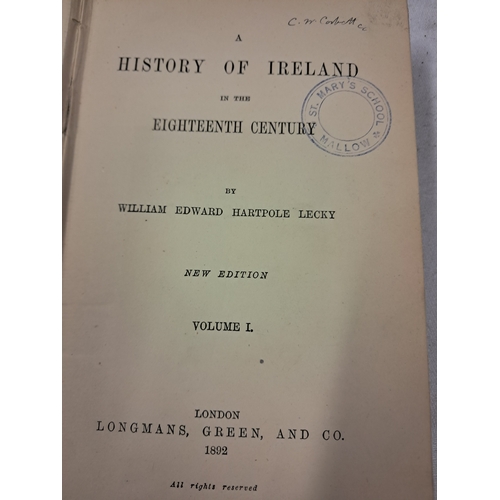 A
HISTORY OF IRELAND
IN THE
EIGHTEENTH CENTURY
ST. MARY'S SCHOOL
MALLOW
BY
WILLIAM EDWARD HARTPOLE LECKY
NEW EDITION
VOLUME I.
LONDON
LONGMANS, GREEN, AND CO.
1892
All rights reserved